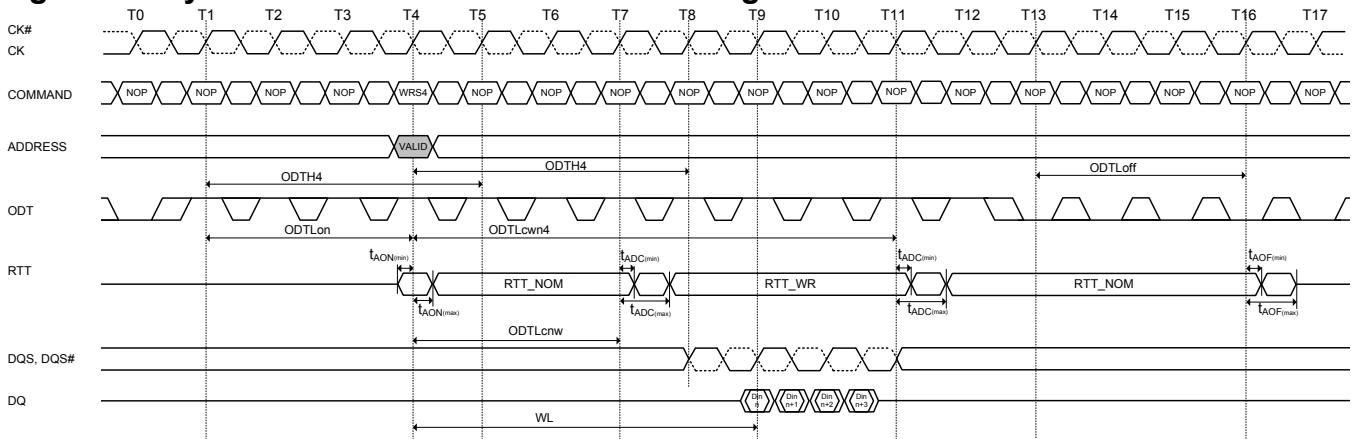 T0 T1 T2 T3 T4 T5 T6 T7 T8 T9 T10 T11 T12 T13 T14 T15 T16 T17
CK#
CK
COMMAND NOP NOP NOP NOP WRS4 NOP NOP NOP NOP NOP NOP NOP NOP NOP NOP NOP NOP NOP
ADDRESS VALID
ODTH4 ODTH4 ODTLoff
ODT
ODTLon ODTLcwn4
tAON(min) tADC(min) tADC(min) tAOF(min)
RTT RTT_NOM RTT_WR RTT_NOM
tAON(max) tADC(max) tADC(max) tAOF(max)
ODTLcnw
DQS, DQS#
DQ Din n Din n+1 Din n+2 Din n+3
WL